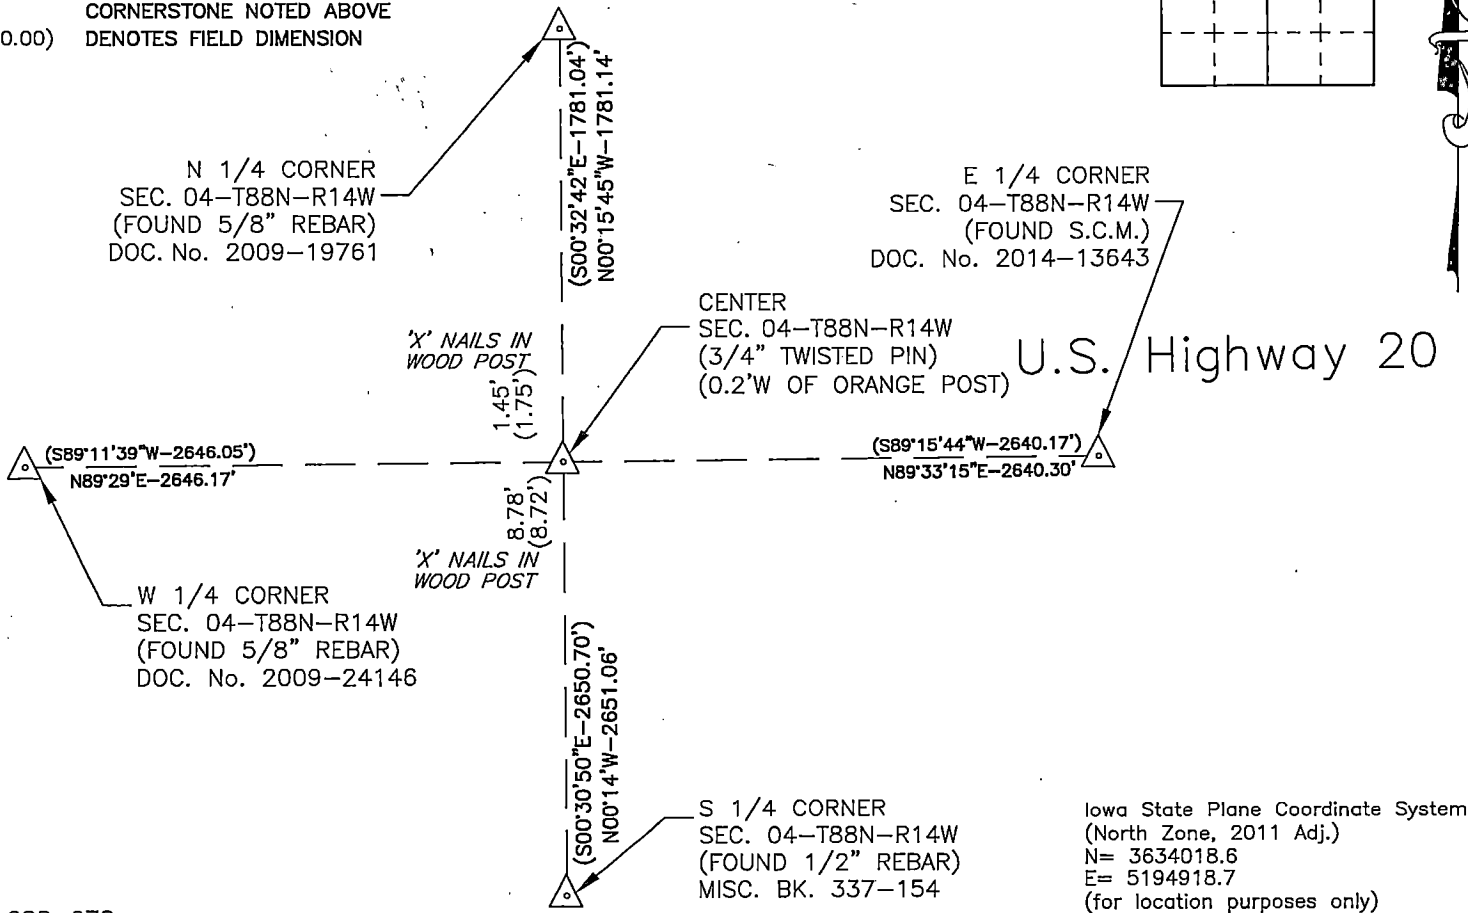 CORNERSTONE NOTED ABOVE
0.00) DENOTES FIELD DIMENSION
(S00°32'42"E-1781.04')
N00°15'45"W-1781.14'
N 1/4 CORNER
SEC. 04-T88N-R14W
(FOUND 5/8" REBAR)
DOC. No. 2009-19761
E 1/4 CORNER
SEC. 04-T88N-R14W
(FOUND S.C.M.)
DOC. No. 2014-13643
CENTER
SEC. 04-T88N-R14W
(3/4" TWISTED PIN)
(0.2'W OF ORANGE POST)
U.S. Highway 20
'X' NAILS IN
WOOD POST
1.45'
(1.75')
(S89°11'39"W-2646.05')
N89°29'E-2646.17'
(S89°15'44"W-2640.17')
N89°33'15"E-2640.30'
8.78'
(8.72')
'X' NAILS IN
WOOD POST
W 1/4 CORNER
SEC. 04-T88N-R14W
(FOUND 5/8" REBAR)
DOC. No. 2009-24146
(S00°30'50"E-2650.70')
N00°14'W-2651.06'
S 1/4 CORNER
SEC. 04-T88N-R14W
(FOUND 1/2" REBAR)
MISC. BK. 337-154
Iowa State Plane Coordinate System
(North Zone, 2011 Adj.)
N= 3634018.6
E= 5194918.7
(for location purposes only)